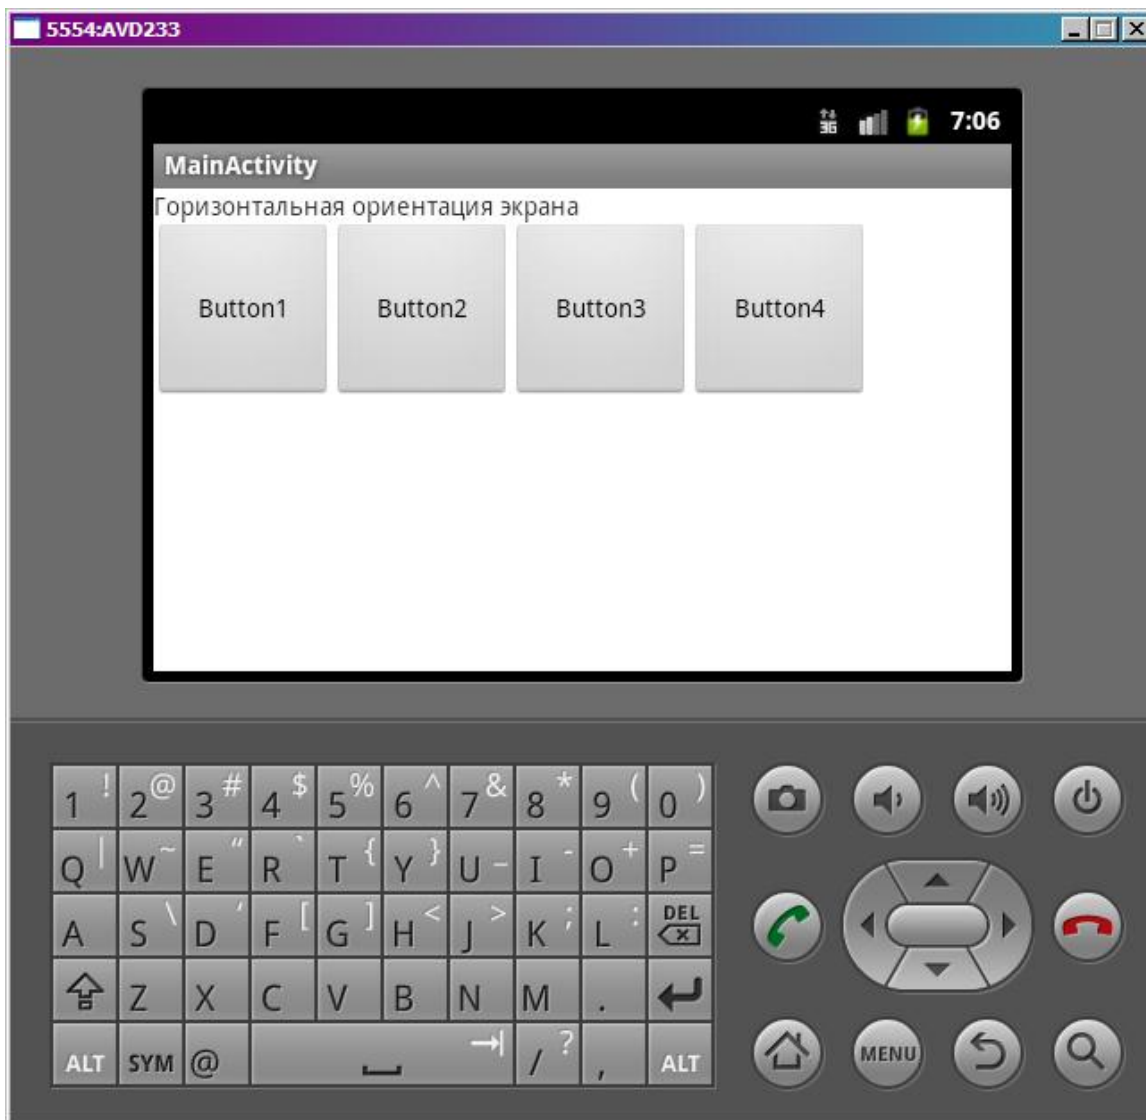 5554:AVD233
3G 7:06
MainActivity
Горизонтальная ориентация экрана
Button1 Button2 Button3 Button4
1 ! 2 @ 3 # 4 $ 5 % 6 ^ 7 & 8 * 9 ( 0 )
Q | W ~ E " R ` T { Y } U _ I - O + P =
A S \ D ' F [ G ] H < J > K ; L : DEL
Z X C V B N M .
ALT SYM @ / ? , ALT
MENU